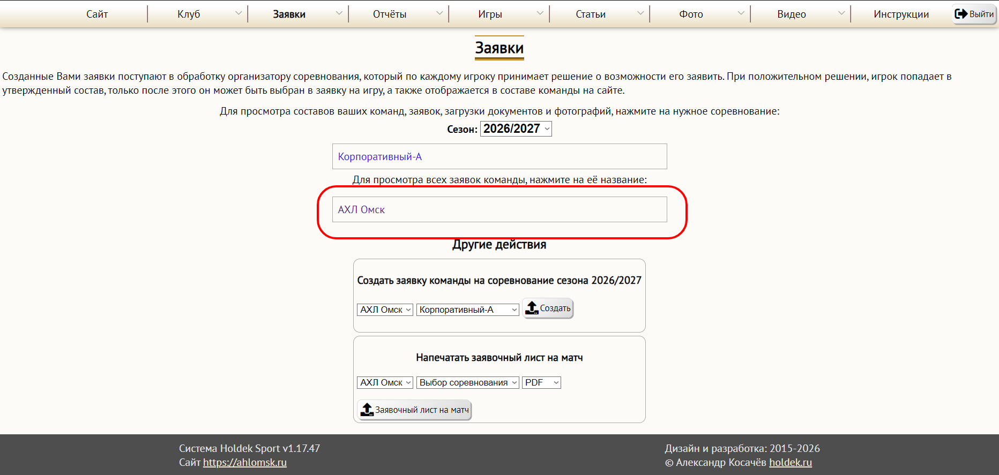 Сайт Клуб Заявки Отчёты Игры Статьи Фото Видео Инструкции Выйти
Заявки
Созданные Вами заявки поступают в обработку организатору соревнования, который по каждому игроку принимает решение о возможности его заявить. При положительном решении, игрок попадает в
утвержденный состав, только после этого он может быть выбран в заявку на игру, а также отображается в составе команды на сайте.
Для просмотра составов ваших команд, заявок, загрузки документов и фотографий, нажмите на нужное соревнование:
Сезон: 2026/2027
Корпоративный-А
Для просмотра всех заявок команды, нажмите на её название:
АХЛ Омск
Другие действия
Создать заявку команды на соревнование сезона 2026/2027
АХЛ Омск Корпоративный-А Создать
Напечатать заявочный лист на матч
АХЛ Омск Выбор соревнования PDF
Заявочный лист на матч
Система Holdek Sport v1.17.47
Сайт https://ahlomsk.ru
Дизайн и разработка: 2015-2026
© Александр Косачёв holdek.ru